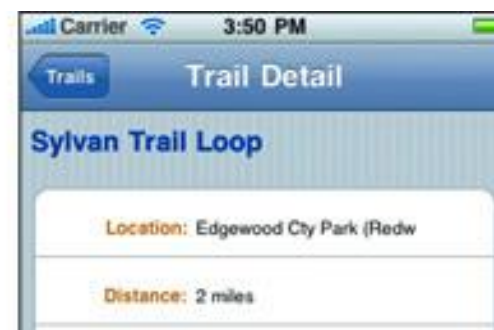 Carrier 3:50 PM
Trails Trail Detail
Sylvan Trail Loop
Location: Edgewood Cty Park (Redw
Distance: 2 miles